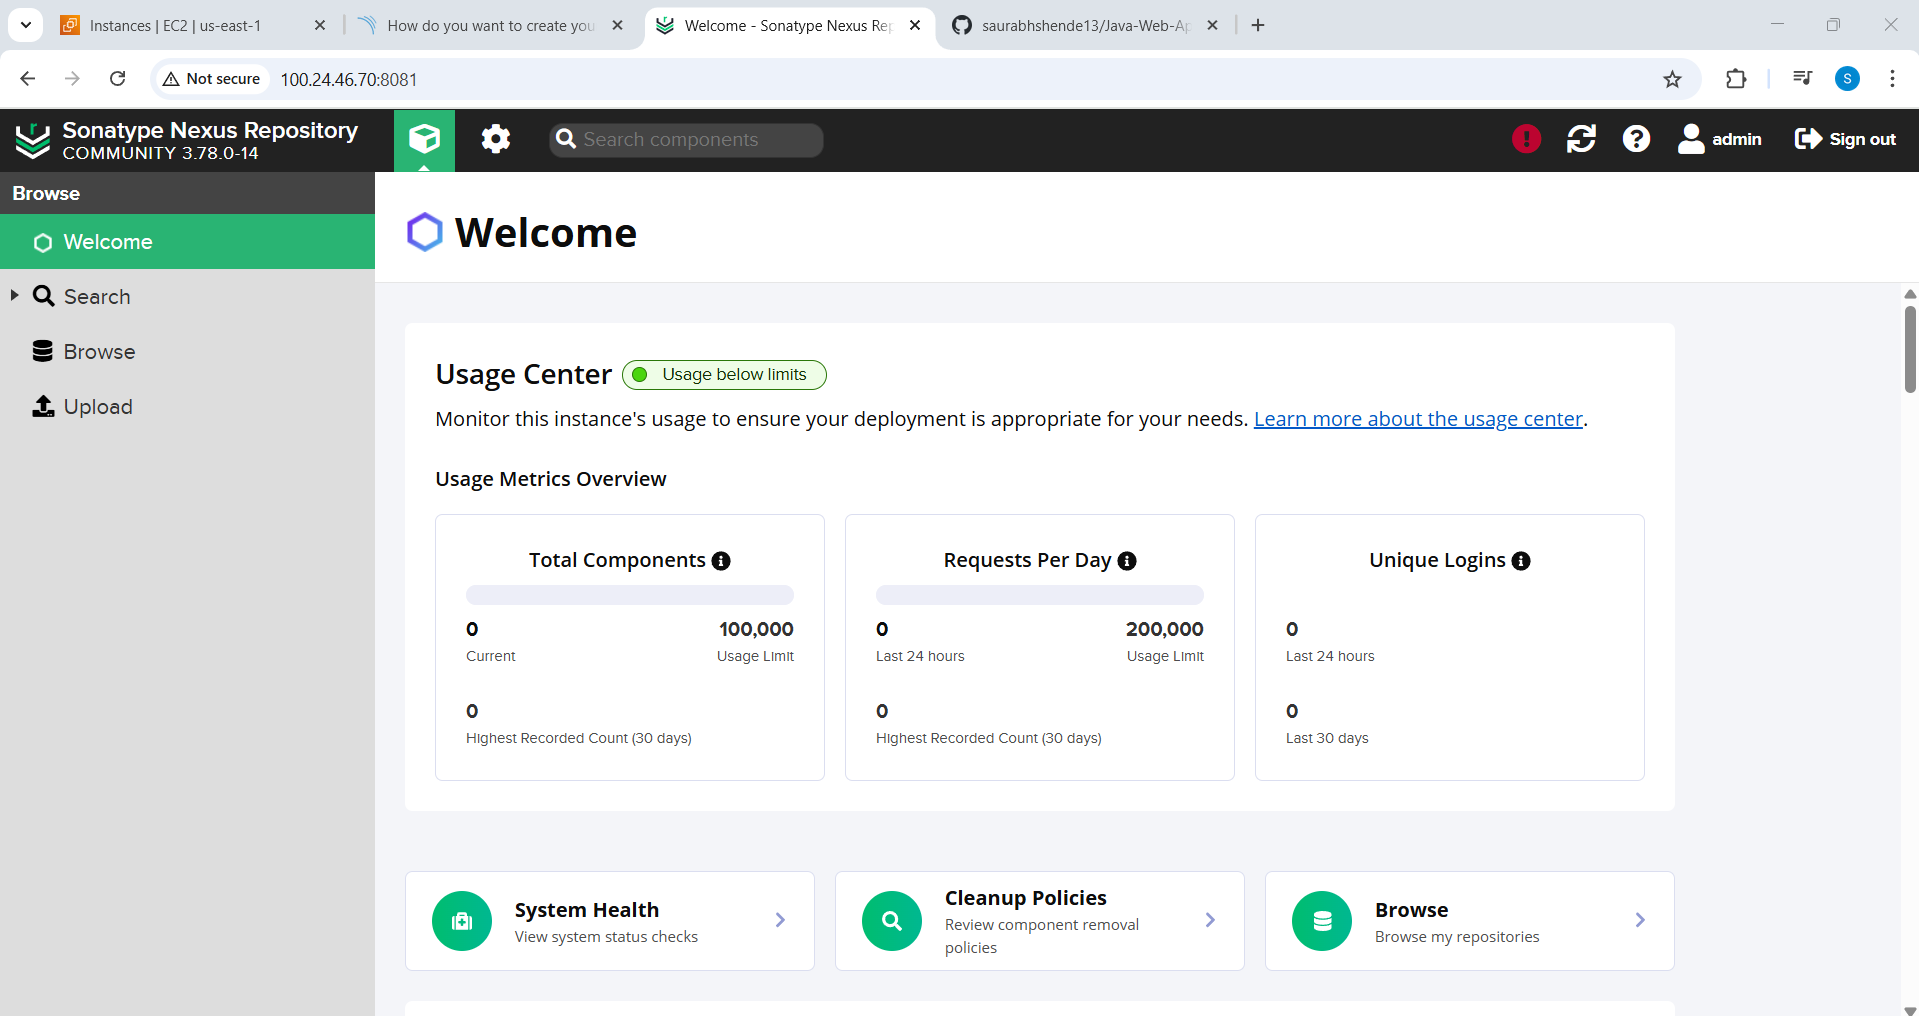 Instances | EC2 | us-east-1
How do you want to create you
Welcome - Sonatype Nexus Rep
saurabhshende13/Java-Web-Ap
Not secure
100.24.46.70:8081
S
Sonatype Nexus Repository
COMMUNITY 3.78.0-14
Search components
admin
Sign out
Browse
Welcome
Search
Browse
Upload
Welcome
Usage Center
Usage below limits
Monitor this instance's usage to ensure your deployment is appropriate for your needs. Learn more about the usage center.
Usage Metrics Overview
Total Components
0 100,000
Current Usage Limit
0
Highest Recorded Count (30 days)
Requests Per Day
0 200,000
Last 24 hours Usage Limit
0
Highest Recorded Count (30 days)
Unique Logins
0
Last 24 hours
0
Last 30 days
System Health
View system status checks
Cleanup Policies
Review component removal
policies
Browse
Browse my repositories